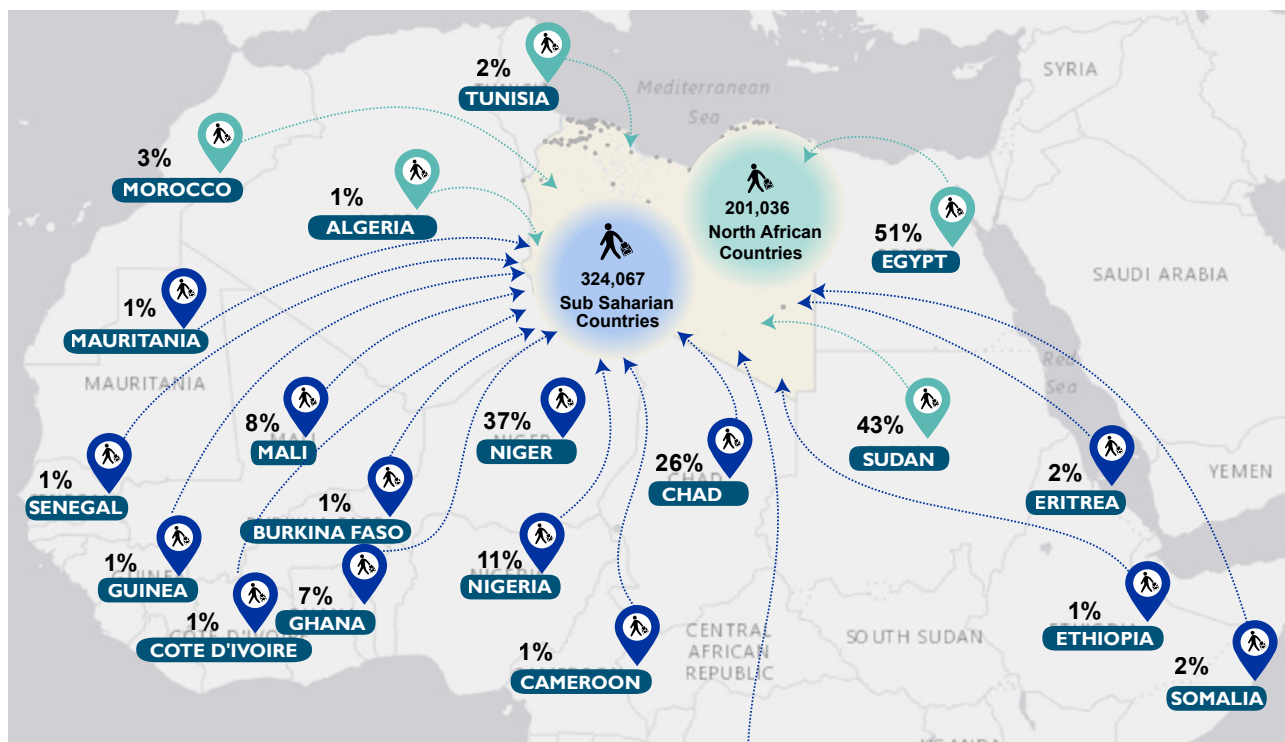 SYRIA
2%
TUNISIA
Mediterranean
Sea
3%
MOROCCO
1%
ALGERIA
201,036
North African
Countries
51%
EGYPT
324,067
Sub Saharian
Countries
SAUDI ARABIA
1%
MAURITANIA
MAURITANIA
Red
Sea
8%
MALI
37%
NIGER
26%
CHAD
43%
SUDAN
2%
ERITREA
YEMEN
1%
SENEGAL
1%
BURKINA FASO
1%
GUINEA
7%
GHANA
11%
NIGERIA
1%
COTE D'IVOIRE
1%
CAMEROON
CENTRAL
AFRICAN
REPUBLIC
SOUTH SUDAN
1%
ETHIOPIA
2%
SOMALIA